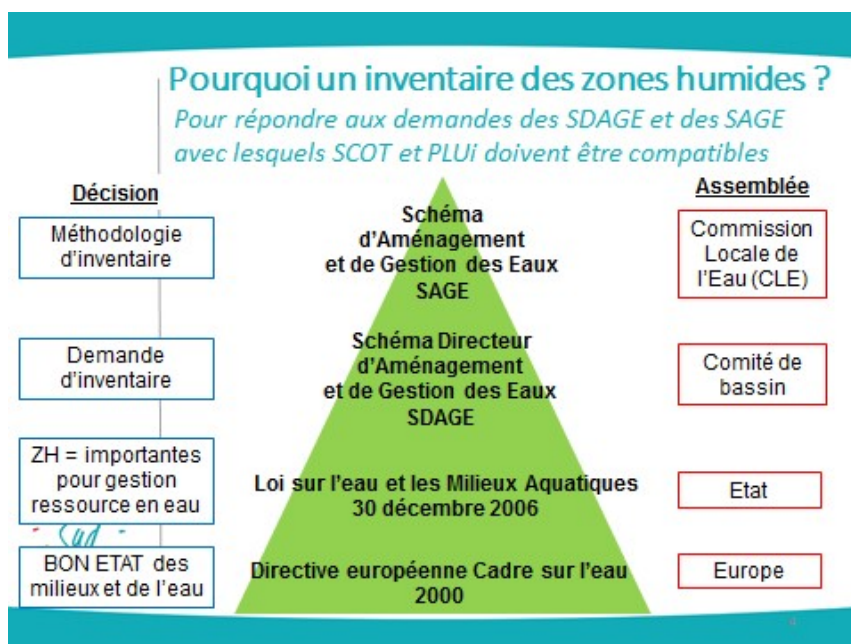 Pourquoi un inventaire des zones humides ?
Pour répondre aux demandes des SDAGE et des SAGE
avec lesquels SCOT et PLUi doivent être compatibles
Décision
Assemblée
Méthodologie
d'inventaire
Schéma
d'Aménagement
et de Gestion des Eaux
SAGE
Commission
Locale de
l'Eau (CLE)
Demande
d'inventaire
Schéma Directeur
d'Aménagement
et de Gestion des Eaux
SDAGE
Comité de
bassin
ZH = importantes
pour gestion
ressource en eau
Loi sur l'eau et les Milieux Aquatiques
30 décembre 2006
Etat
Sud
BON ETAT des
milieux et de l'eau
Directive européenne Cadre sur l'eau
2000
Europe
4